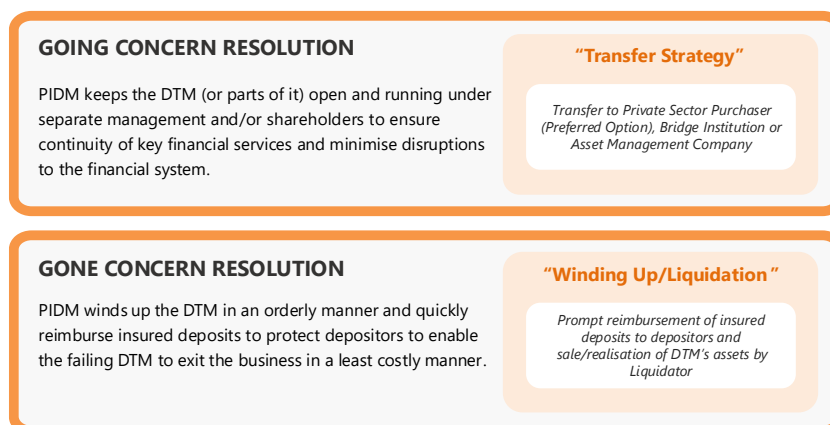 GOING CONCERN RESOLUTION
PIDM keeps the DTM (or parts of it) open and running under
separate management and/or shareholders to ensure
continuity of key financial services and minimise disruptions
to the financial system.
“Transfer Strategy”
Transfer to Private Sector Purchaser
(Preferred Option), Bridge Institution or
Asset Management Company
GONE CONCERN RESOLUTION
PIDM winds up the DTM in an orderly manner and quickly
reimburse insured deposits to protect depositors to enable
the failing DTM to exit the business in a least costly manner.
“Winding Up/Liquidation”
Prompt reimbursement of insured
deposits to depositors and
sale/realisation of DTM’s assets by
Liquidator